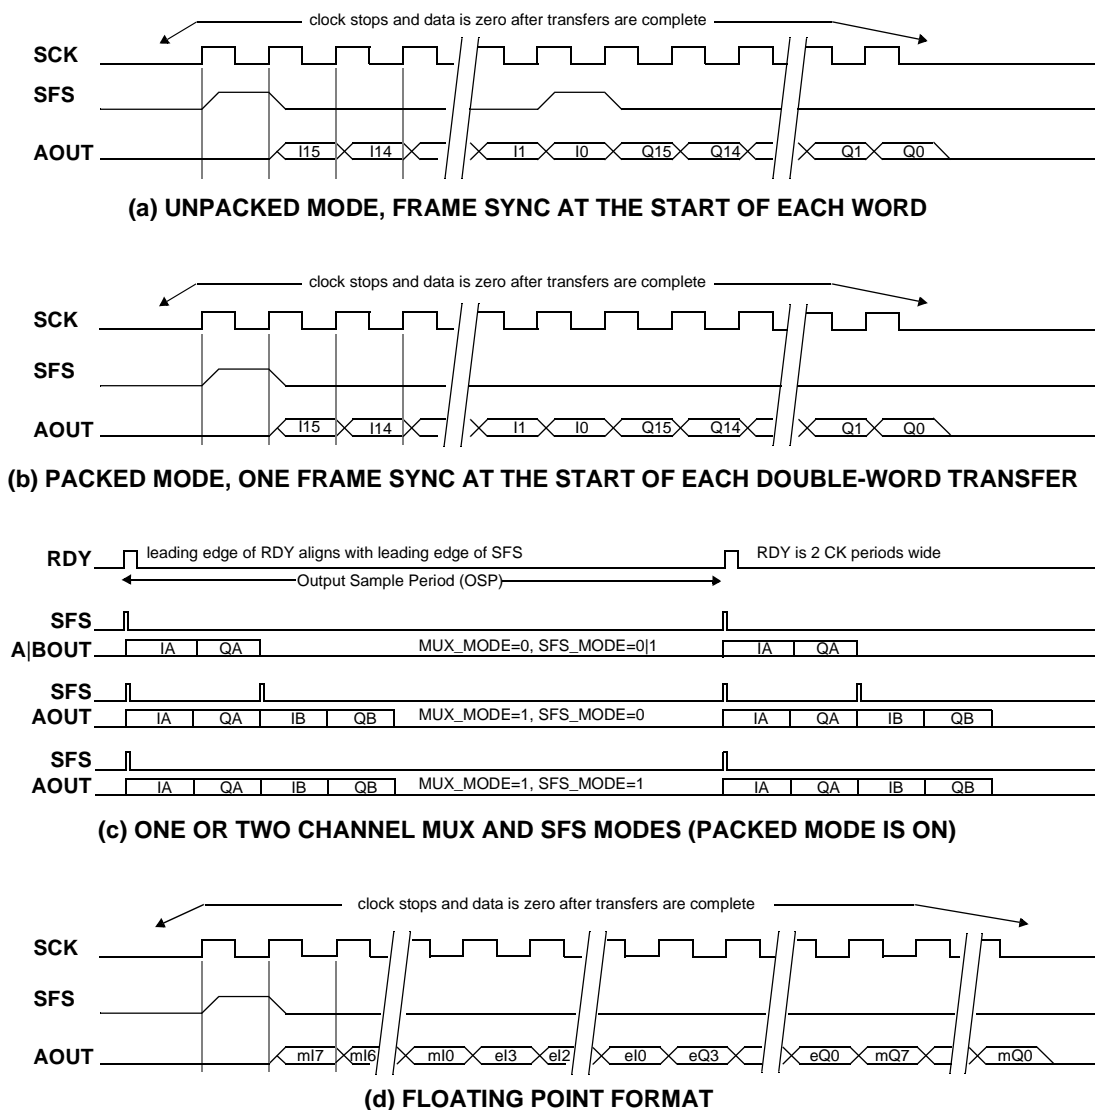 clock stops and data is zero after transfers are complete
SCK
SFS
AOUT I15 I14 I1 I0 Q15 Q14 Q1 Q0
(a) UNPACKED MODE, FRAME SYNC AT THE START OF EACH WORD
clock stops and data is zero after transfers are complete
SCK
SFS
AOUT I15 I14 I1 I0 Q15 Q14 Q1 Q0
(b) PACKED MODE, ONE FRAME SYNC AT THE START OF EACH DOUBLE-WORD TRANSFER
RDY leading edge of RDY aligns with leading edge of SFS RDY is 2 CK periods wide
Output Sample Period (OSP)
SFS
A|BOUT IA QA MUX_MODE=0, SFS_MODE=0|1 IA QA
SFS
AOUT IA QA IB QB MUX_MODE=1, SFS_MODE=0 IA QA IB QB
SFS
AOUT IA QA IB QB MUX_MODE=1, SFS_MODE=1 IA QA IB QB
(c) ONE OR TWO CHANNEL MUX AND SFS MODES (PACKED MODE IS ON)
clock stops and data is zero after transfers are complete
SCK
SFS
AOUT mI7 mI6 mI0 eI3 eI2 eI0 eQ3 eQ0 mQ7 mQ0
(d) FLOATING POINT FORMAT